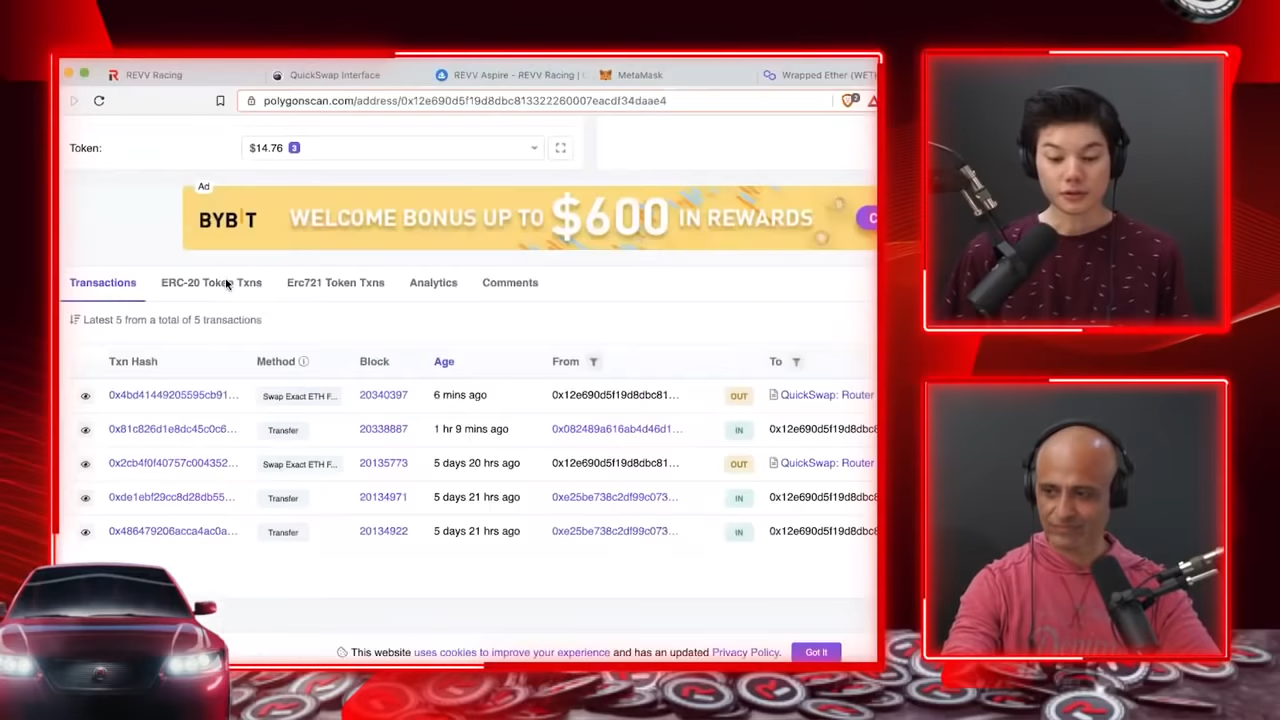 REVV Racing
QuickSwap Interface
REVV Aspire - REVV Racing |
MetaMask
Wrapped Ether (WET
polygonscan.com/address/0x12e690d5f19d8dbc813322260007eacdf34daae4
2
Token:
$14.76 3
Ad
BYBIT
WELCOME BONUS UP TO $600 IN REWARDS
C
Transactions ERC-20 Token Txns Erc721 Token Txns Analytics Comments
Latest 5 from a total of 5 transactions
Txn Hash Method Block Age From To
0x4bd41449205595cb91... Swap Exact ETH F... 20340397 6 mins ago 0x12e690d5f19d8dbc81... OUT QuickSwap: Router
0x81c826d1e8dc45c0c6... Transfer 20338887 1 hr 9 mins ago 0x082489a616ab4d46d1... IN 0x12e690d5f19d8dbc8
0x2cb4f0f40757c004352... Swap Exact ETH F... 20135773 5 days 20 hrs ago 0x12e690d5f19d8dbc81... OUT QuickSwap: Router
0xde1ebf29cc8d28db55... Transfer 20134971 5 days 21 hrs ago 0xe25be738c2df99c073... IN 0x12e690d5f19d8dbc8
0x486479206acca4ac0a... Transfer 20134922 5 days 21 hrs ago 0xe25be738c2df99c073... IN 0x12e690d5f19d8dbc8
This website uses cookies to improve your experience and has an updated Privacy Policy.
Got It